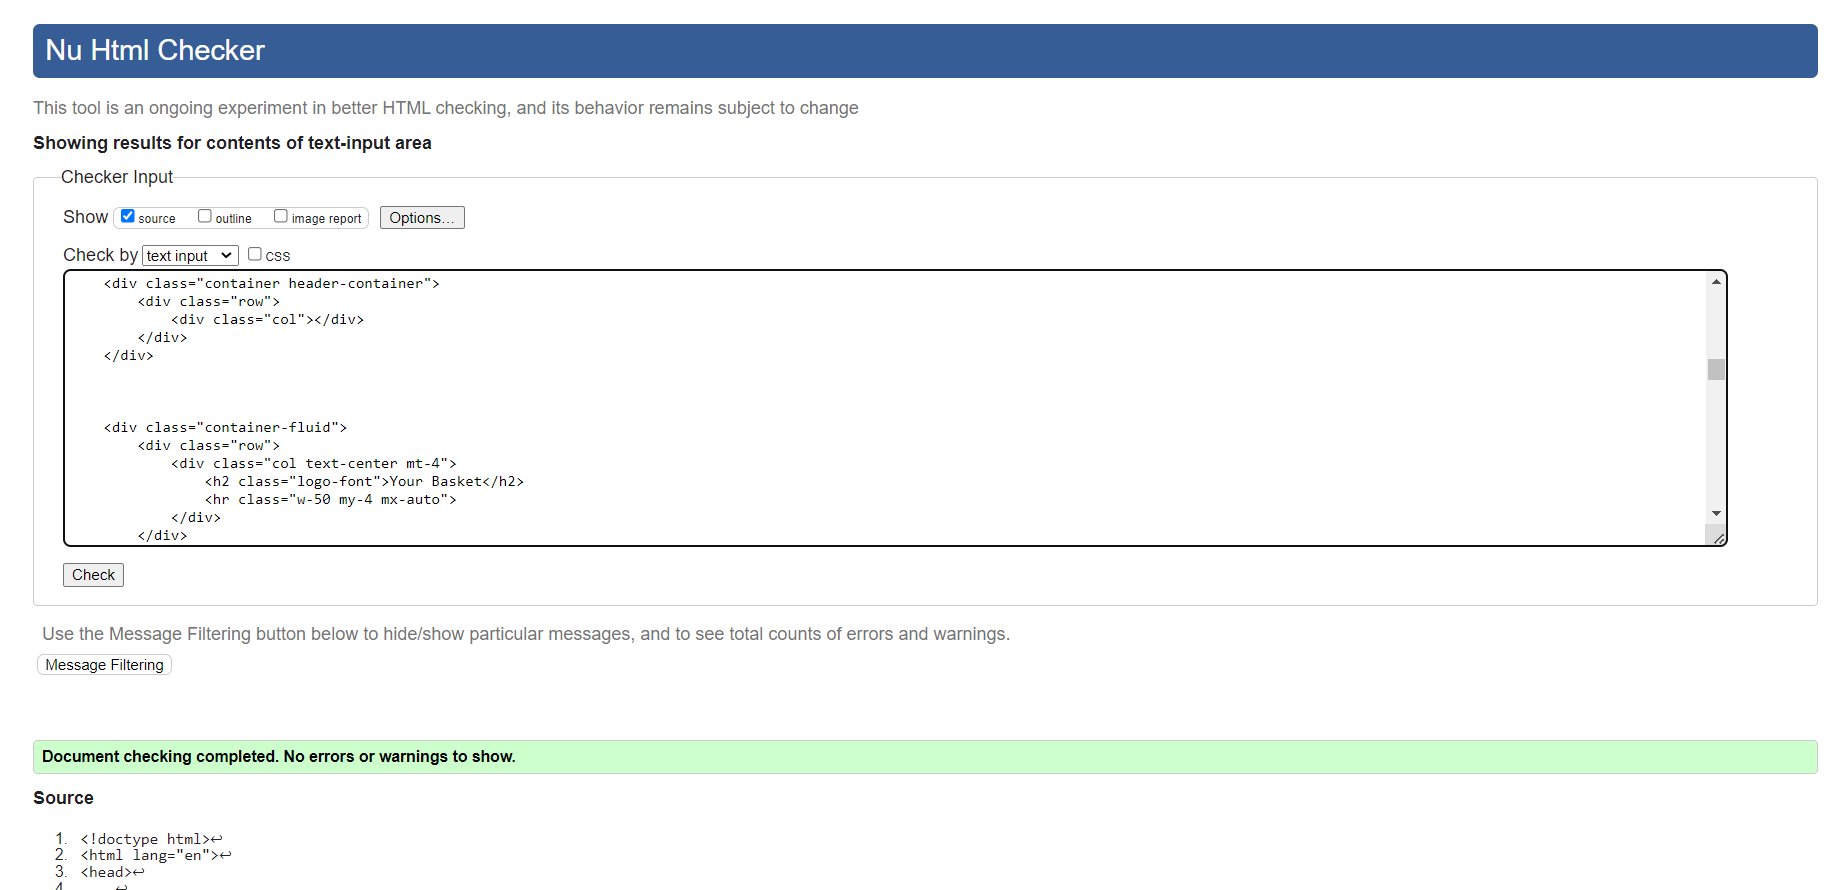 Nu Html Checker
This tool is an ongoing experiment in better HTML checking, and its behavior remains subject to change
Showing results for contents of text-input area
Checker Input
Show source outline image report Options...
Check by text input css
<div class="container header-container">
<div class="row">
<div class="col"></div>
</div>
</div>
<div class="container-fluid">
<div class="row">
<div class="col text-center mt-4">
<h2 class="logo-font">Your Basket</h2>
<hr class="w-50 my-4 mx-auto">
</div>
</div>
Check
Use the Message Filtering button below to hide/show particular messages, and to see total counts of errors and warnings.
Message Filtering
Document checking completed. No errors or warnings to show.
Source
1. <!doctype html>↩
2. <html lang="en">↩
3. <head>↩
4. ↩